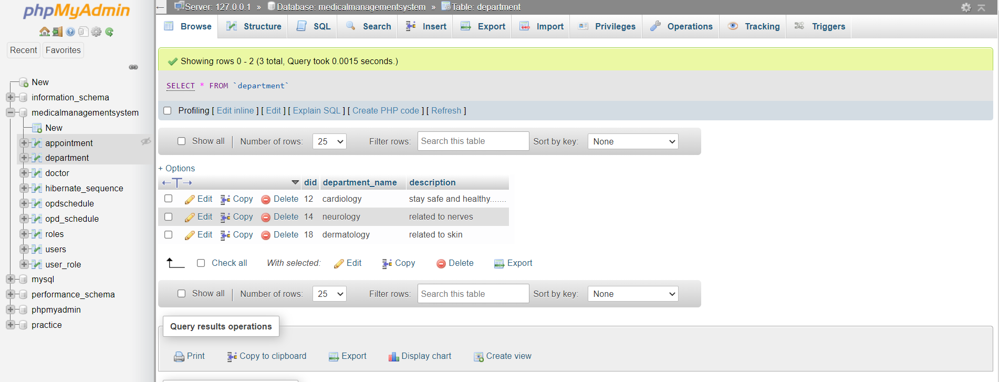 phpMyAdmin
Recent Favorites
New
information_schema
medicalmanagementsystem
New
appointment
department
doctor
hibernate_sequence
opdschedule
opd_schedule
roles
users
user_role
mysql
performance_schema
phpmyadmin
practice
Server: 127.0.0.1 » Database: medicalmanagementsystem » Table: department
Browse Structure SQL Search Insert Export Import Privileges Operations Tracking Triggers
Showing rows 0 - 2 (3 total, Query took 0.0015 seconds.)
SELECT * FROM `department`
Profiling [ Edit inline ] [ Edit ] [ Explain SQL ] [ Create PHP code ] [ Refresh ]
Show all | Number of rows: 25 Filter rows: Search this table Sort by key: None
+ Options
did department_name description
Edit Copy Delete 12 cardiology stay safe and healthy.......
Edit Copy Delete 14 neurology related to nerves
Edit Copy Delete 18 dermatology related to skin
Check all With selected: Edit Copy Delete Export
Show all | Number of rows: 25 Filter rows: Search this table Sort by key: None
Query results operations
Print Copy to clipboard Export Display chart Create view